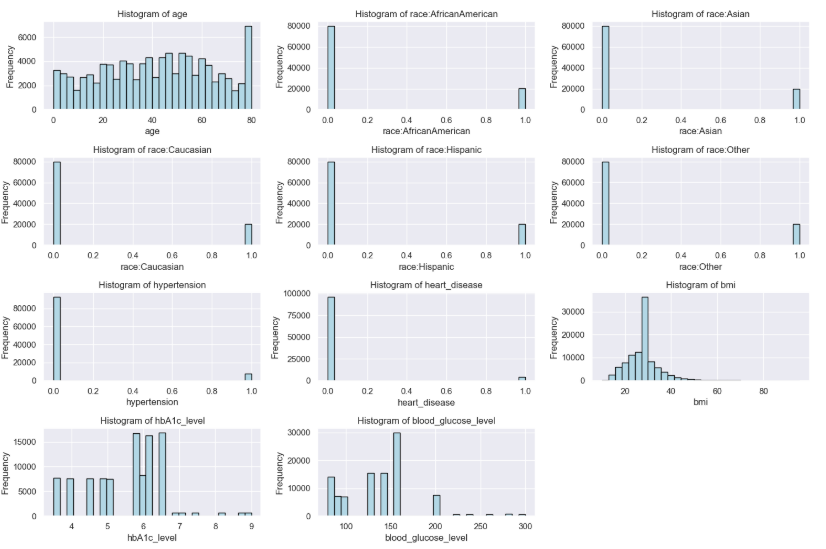 Histogram of age
Frequency
6000
4000
2000
0
0 20 40 60 80
age
Histogram of race:AfricanAmerican
Frequency
80000
60000
40000
20000
0
0.0 0.2 0.4 0.6 0.8 1.0
race:AfricanAmerican
Histogram of race:Asian
Frequency
80000
60000
40000
20000
0
0.0 0.2 0.4 0.6 0.8 1.0
race:Asian
Histogram of race:Caucasian
Frequency
80000
60000
40000
20000
0
0.0 0.2 0.4 0.6 0.8 1.0
race:Caucasian
Histogram of race:Hispanic
Frequency
80000
60000
40000
20000
0
0.0 0.2 0.4 0.6 0.8 1.0
race:Hispanic
Histogram of race:Other
Frequency
80000
60000
40000
20000
0
0.0 0.2 0.4 0.6 0.8 1.0
race:Other
Histogram of hypertension
Frequency
80000
60000
40000
20000
0
0.0 0.2 0.4 0.6 0.8 1.0
hypertension
Histogram of heart_disease
Frequency
100000
75000
50000
25000
0
0.0 0.2 0.4 0.6 0.8 1.0
heart_disease
Histogram of bmi
Frequency
30000
20000
10000
0
20 40 60 80
bmi
Histogram of hbA1c_level
Frequency
15000
10000
5000
0
4 5 6 7 8 9
hbA1c_level
Histogram of blood_glucose_level
Frequency
30000
20000
10000
0
100 150 200 250 300
blood_glucose_level